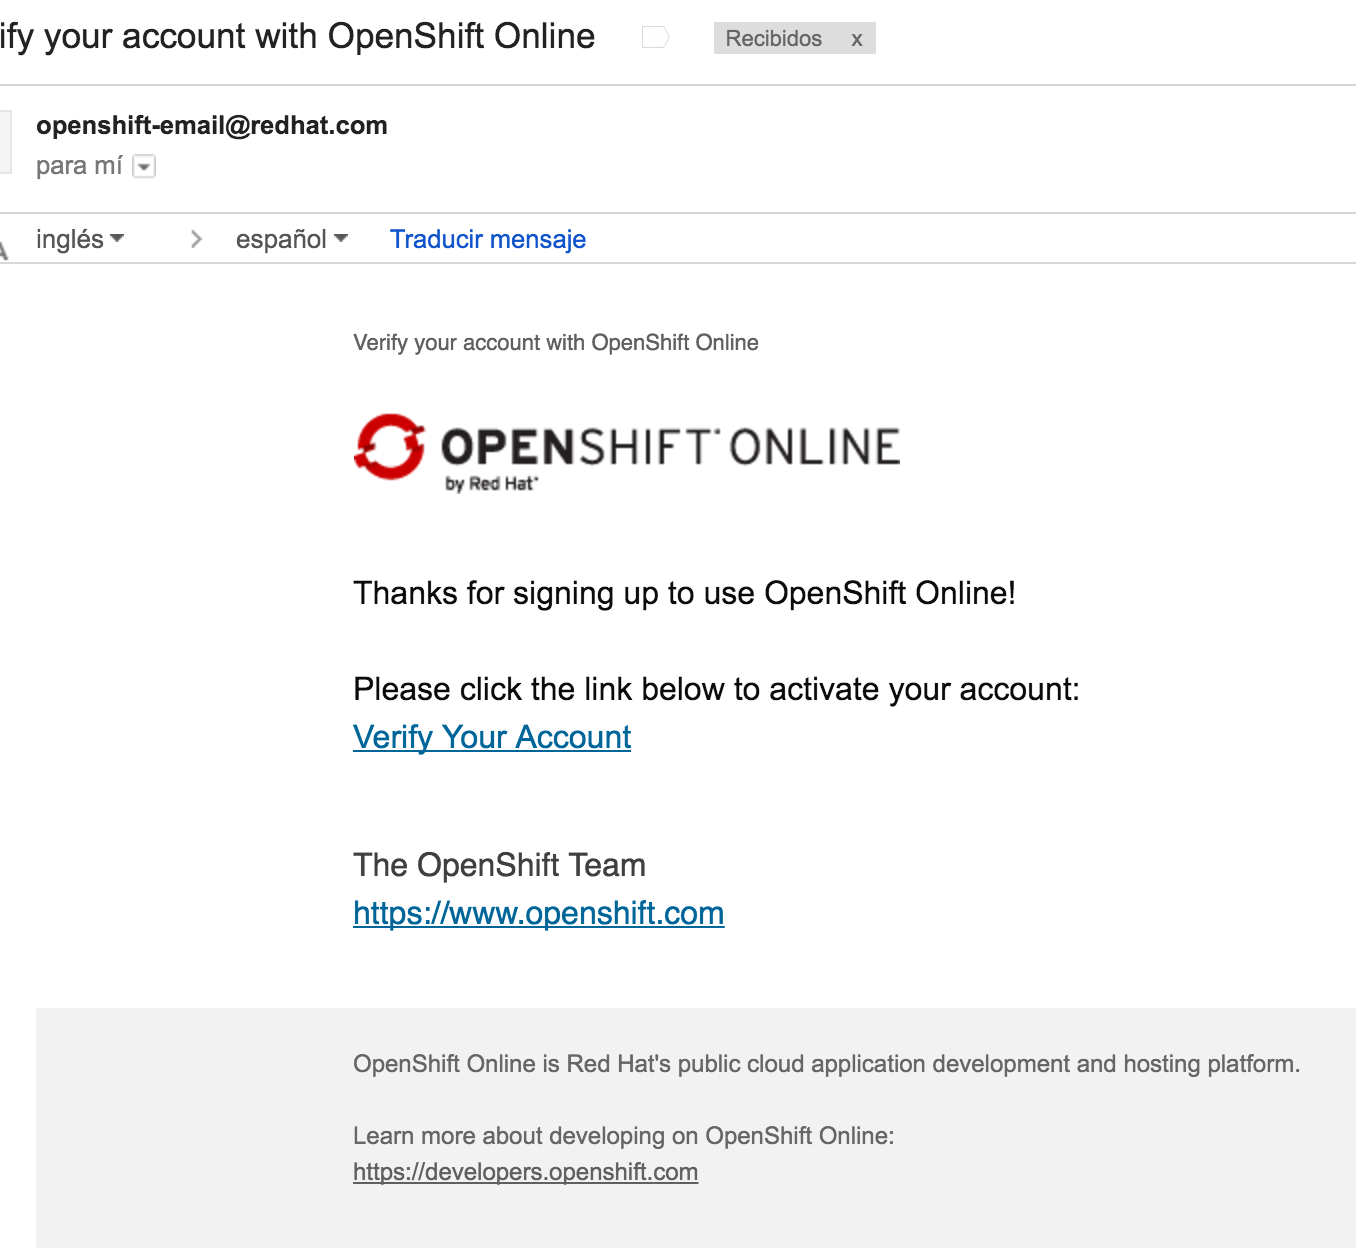 ify your account with OpenShift Online
Recibidos x
openshift-email@redhat.com
para mí
A inglés > español Traducir mensaje
Verify your account with OpenShift Online
OPENSHIFT ONLINE
by Red Hat
Thanks for signing up to use OpenShift Online!
Please click the link below to activate your account:
Verify Your Account
The OpenShift Team
https://www.openshift.com
OpenShift Online is Red Hat's public cloud application development and hosting platform.
Learn more about developing on OpenShift Online:
https://developers.openshift.com